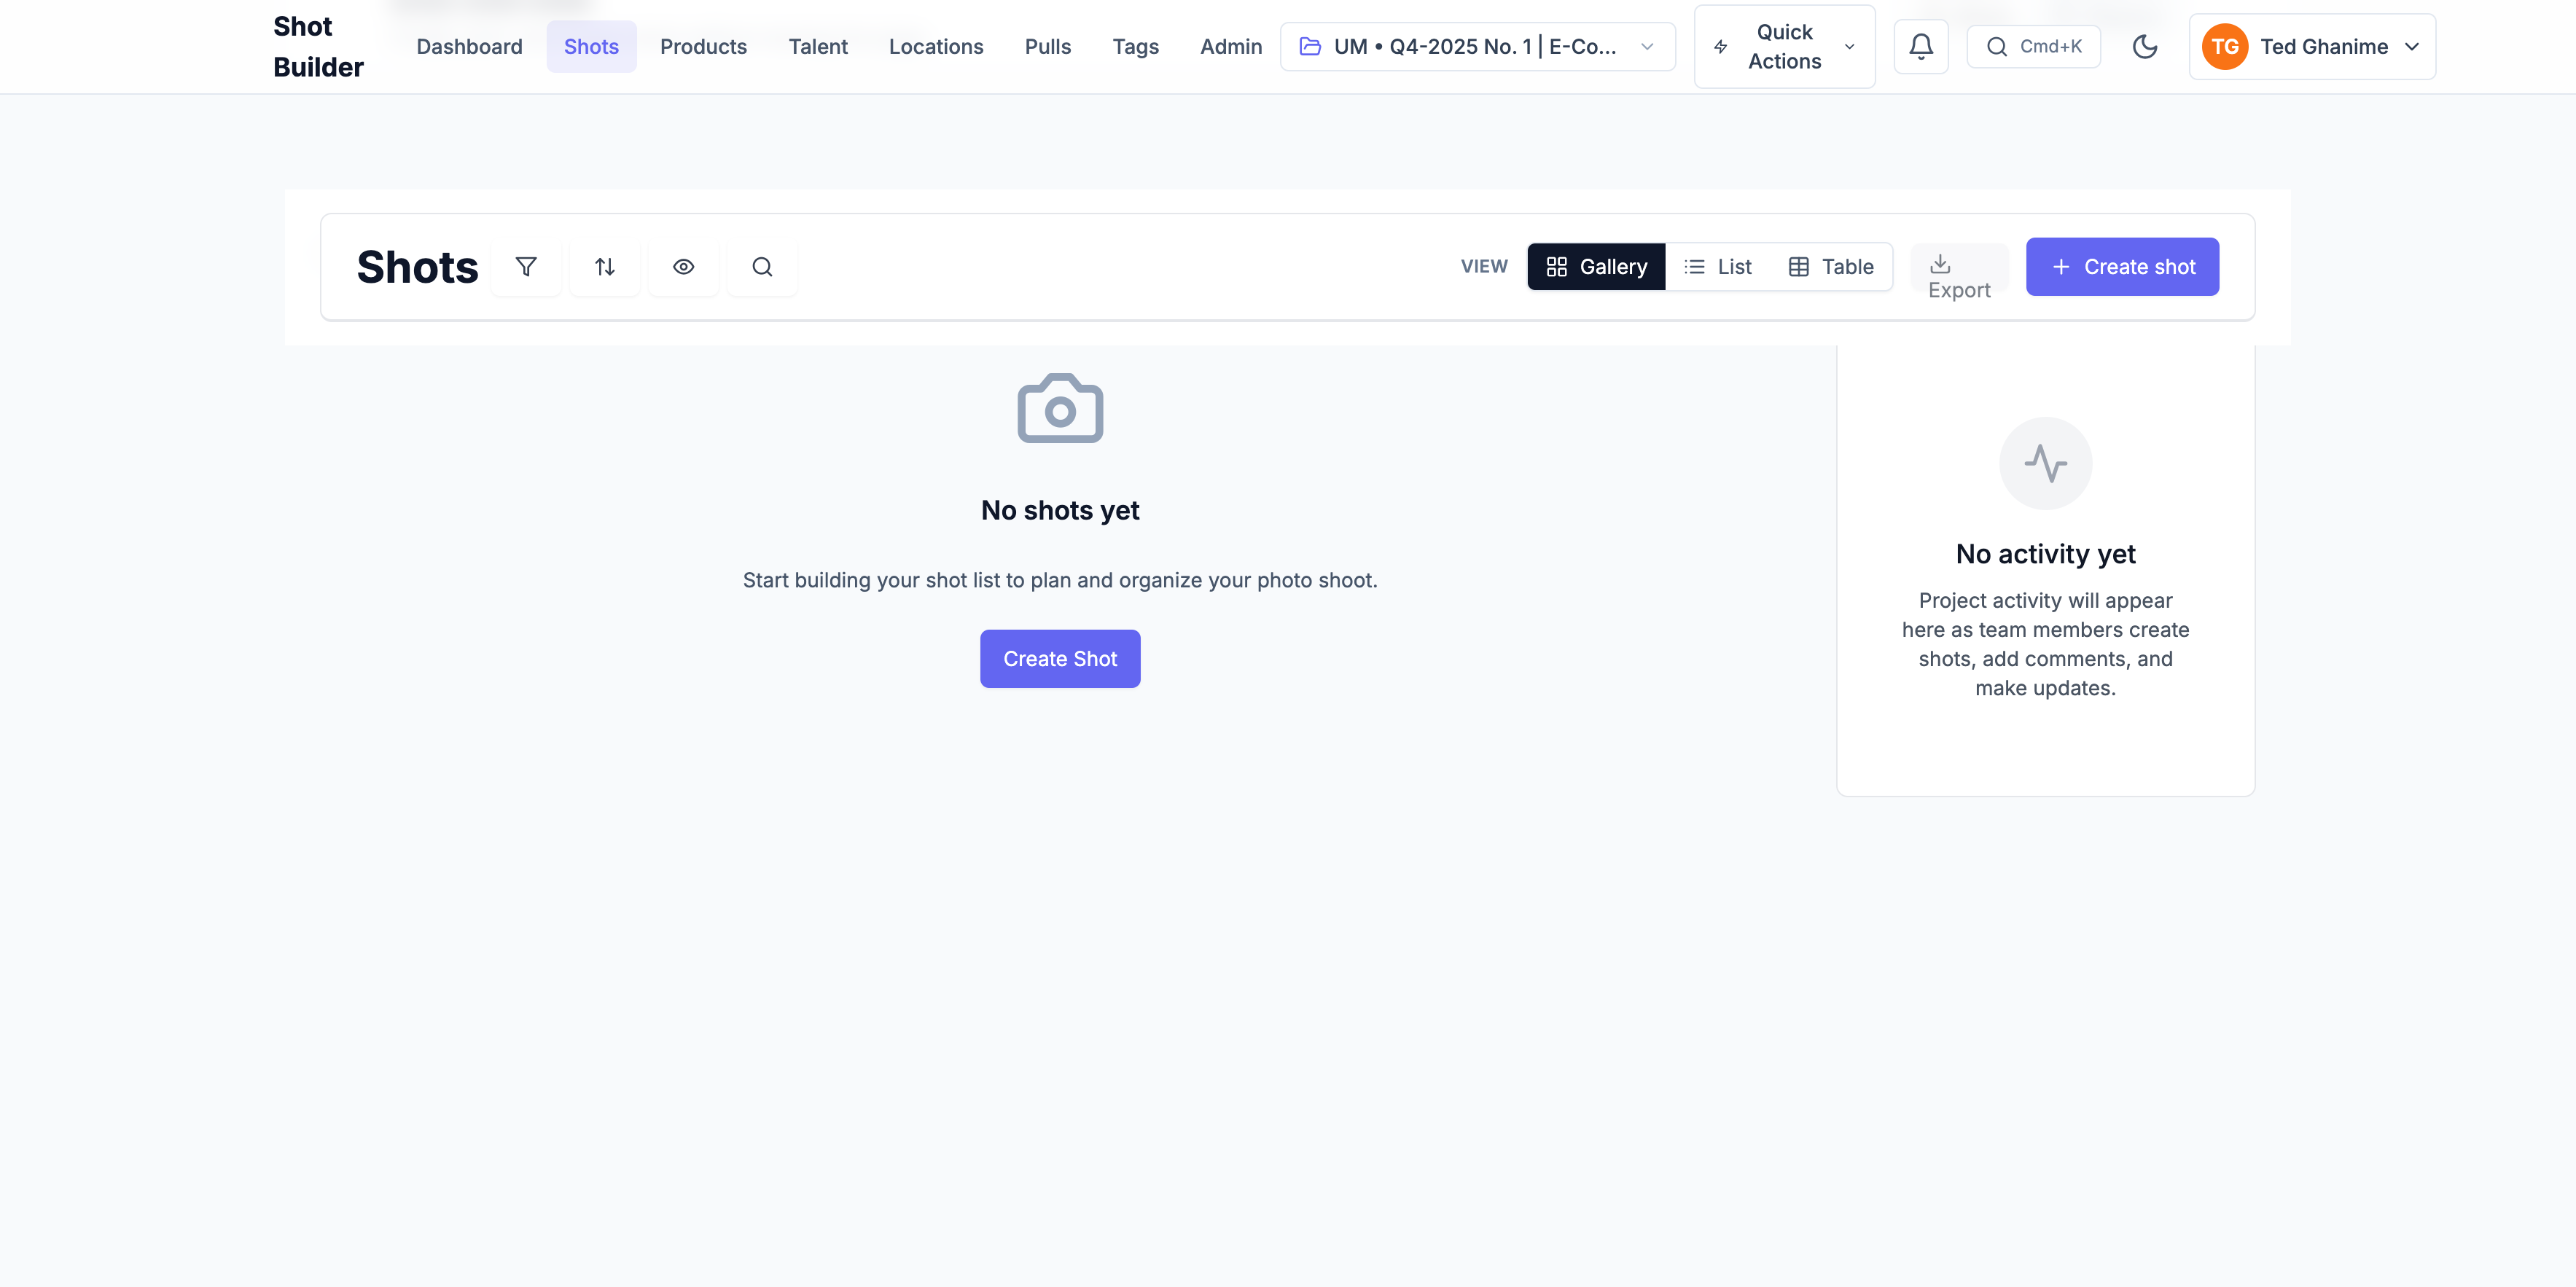 Shot
Builder
Dashboard Shots Products Talent Locations Pulls Tags Admin UM • Q4-2025 No. 1 | E-Co... Quick
Actions Cmd+K TG Ted Ghanime
Shots VIEW Gallery List Table Export + Create shot
No shots yet
Start building your shot list to plan and organize your photo shoot.
Create Shot
No activity yet
Project activity will appear
here as team members create
shots, add comments, and
make updates.